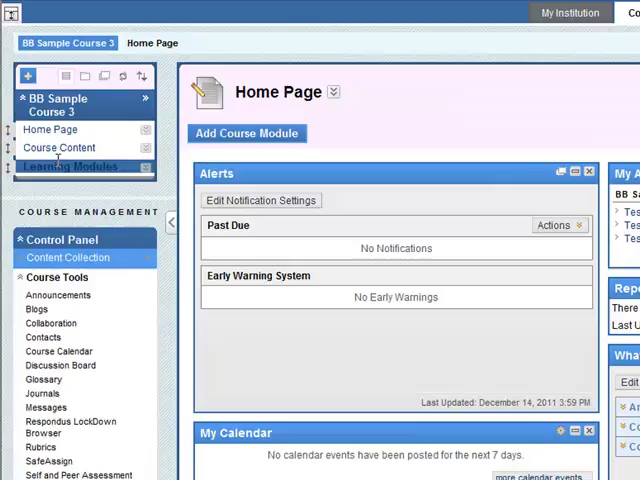 My Institution
Co
BB Sample Course 3
Home Page
BB Sample
Course 3
Home Page
Course Content
Learning Modules
COURSE MANAGEMENT
Control Panel
Content Collection
Course Tools
Announcements
Blogs
Collaboration
Contacts
Course Calendar
Discussion Board
Glossary
Journals
Messages
Respondus LockDown
Browser
Rubrics
SafeAssign
Self and Peer Assessment
Home Page
Add Course Module
Alerts
Edit Notification Settings
Past Due
Actions
No Notifications
Early Warning System
No Early Warnings
Last Updated: December 14, 2011 3:59 PM
My Calendar
No calendar events have been posted for the next 7 days.
more calendar events
My A
BB Sa
Tes
Tes
Tes
Repo
There
Last U
What
Edit
An
Co
Co